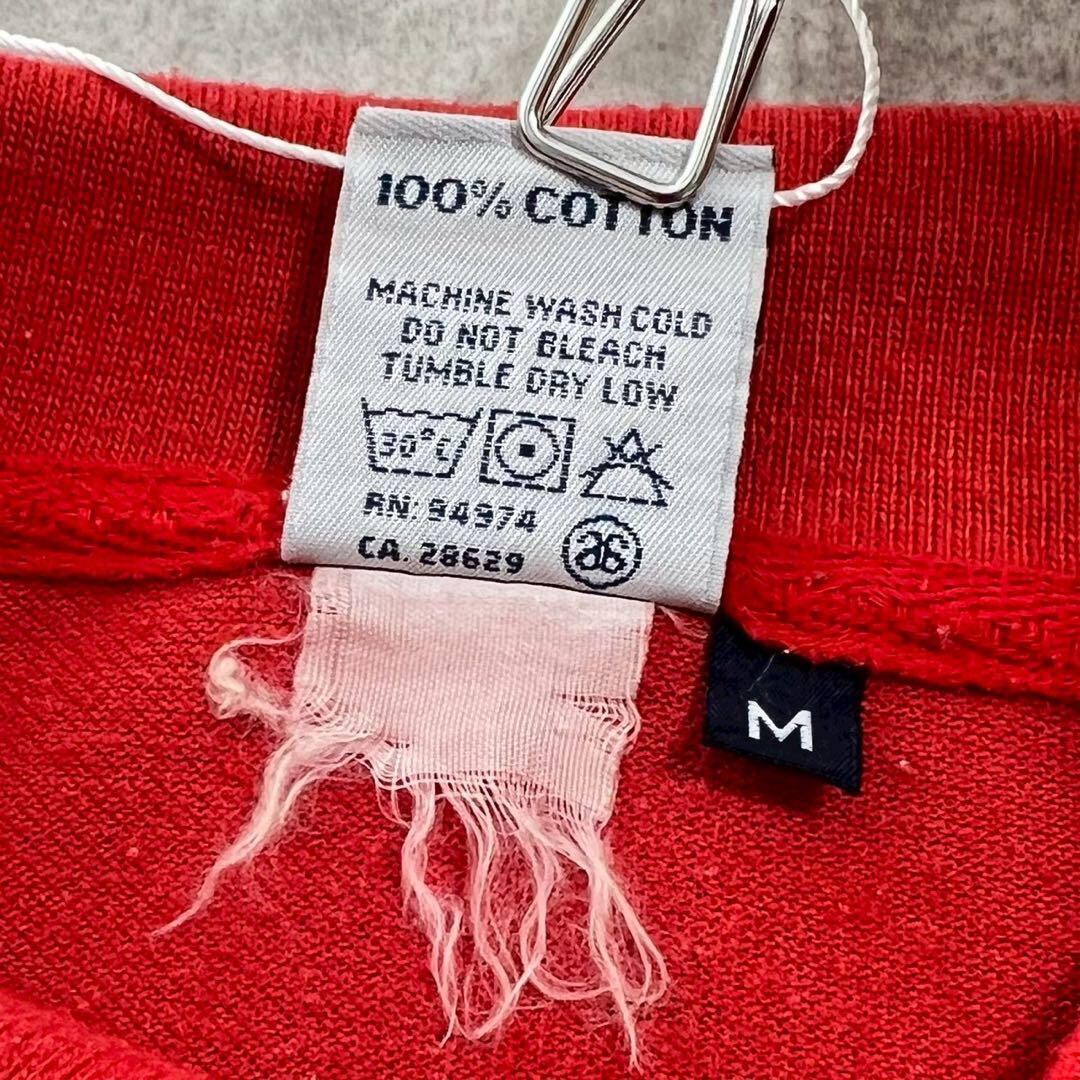 100% COTTON
MACHINE WASH COLD
DO NOT BLEACH
TUMBLE DRY LOW
30°C
RN: 94974
CA. 28629
M